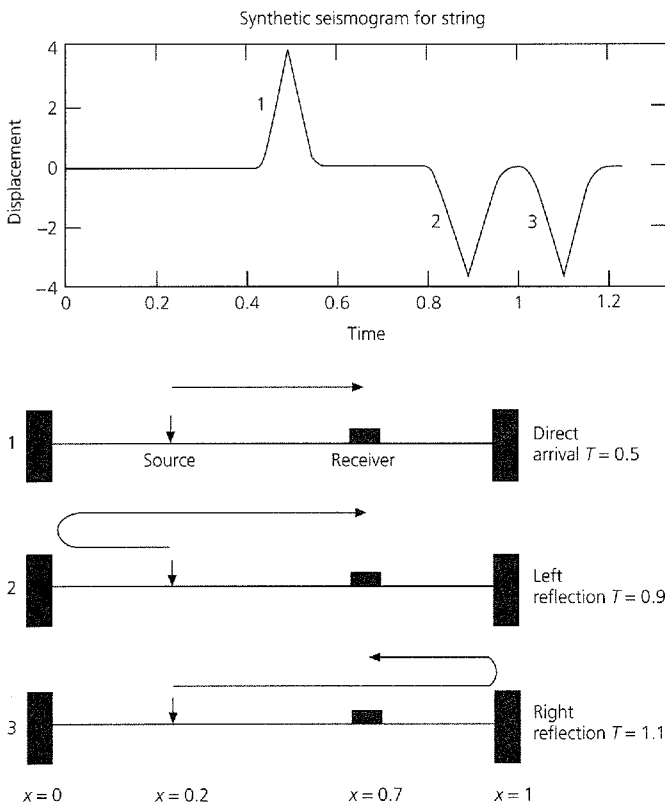 Synthetic seismogram for string
4
2
0
−2
−4
Displacement
1
2
3
0 0.2 0.4 0.6 0.8 1 1.2
Time
1
Source
Receiver
Direct
arrival T = 0.5
2
Left
reflection T = 0.9
3
Right
reflection T = 1.1
x = 0 x = 0.2 x = 0.7 x = 1